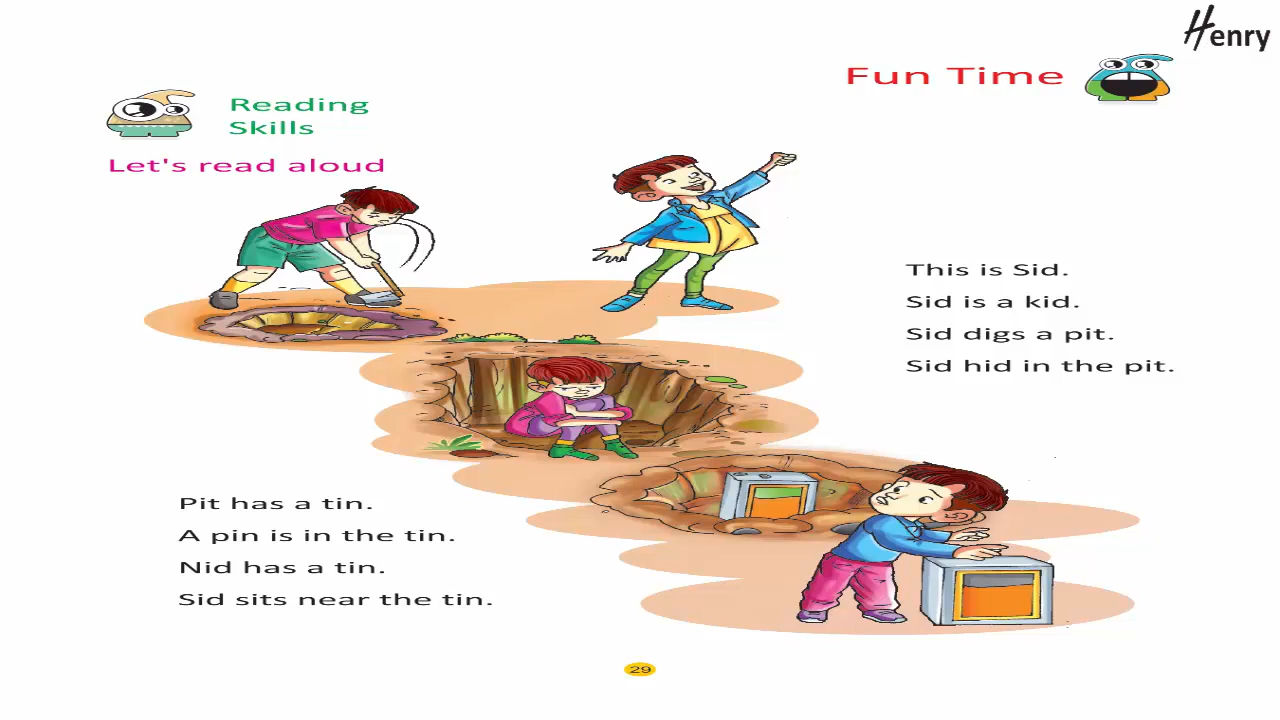 Henry
Fun Time
Reading
Skills
Let's read aloud
This is Sid.
Sid is a kid.
Sid digs a pit.
Sid hid in the pit.
Pit has a tin.
A pin is in the tin.
Nid has a tin.
Sid sits near the tin.
29